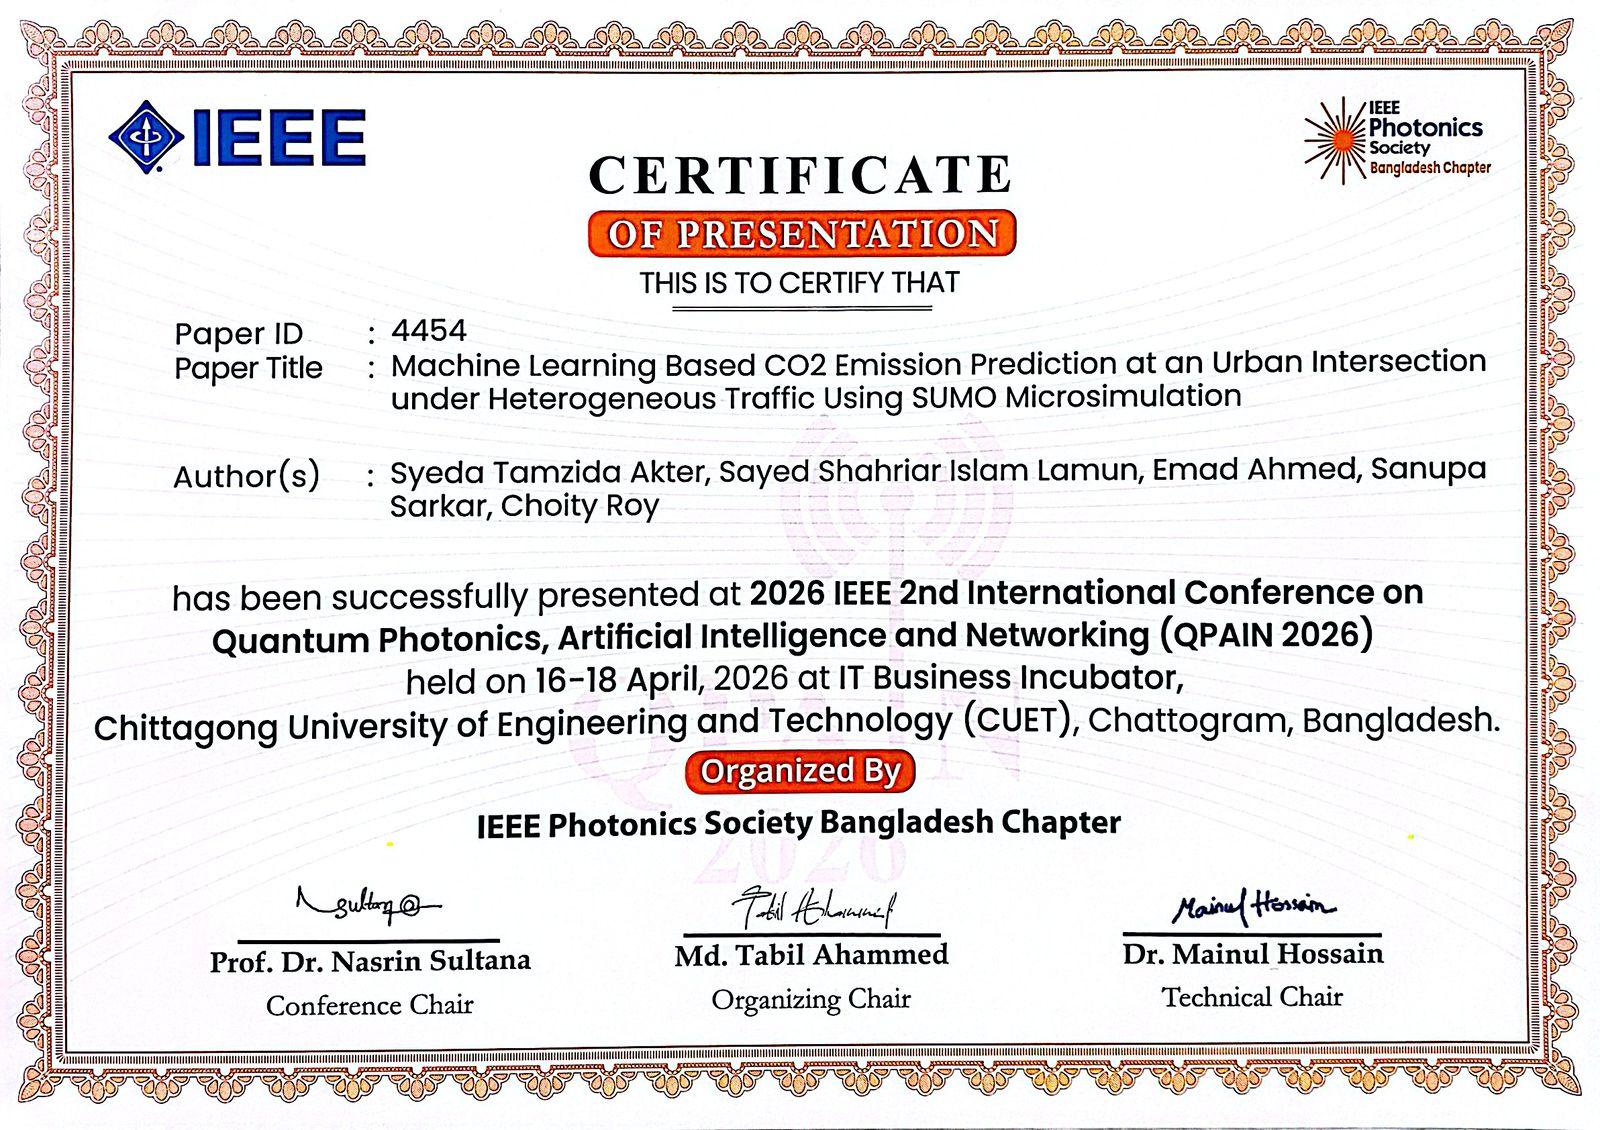 IEEE
IEEE
Photonics
Society
Bangladesh Chapter
CERTIFICATE
OF PRESENTATION
THIS IS TO CERTIFY THAT
Paper ID : 4454
Paper Title : Machine Learning Based CO2 Emission Prediction at an Urban Intersection
under Heterogeneous Traffic Using SUMO Microsimulation
Author(s) : Syeda Tamzida Akter, Sayed Shahriar Islam Lamun, Emad Ahmed, Sanupa
Sarkar, Choity Roy
has been successfully presented at 2026 IEEE 2nd International Conference on
Quantum Photonics, Artificial Intelligence and Networking (QPAIN 2026)
held on 16-18 April, 2026 at IT Business Incubator,
Chittagong University of Engineering and Technology (CUET), Chattogram, Bangladesh.
Organized By
IEEE Photonics Society Bangladesh Chapter
QPAIN
2026
Nsultana
Tabil Ahammed
Mainul Hossain
Prof. Dr. Nasrin Sultana
Md. Tabil Ahammed
Dr. Mainul Hossain
Conference Chair
Organizing Chair
Technical Chair